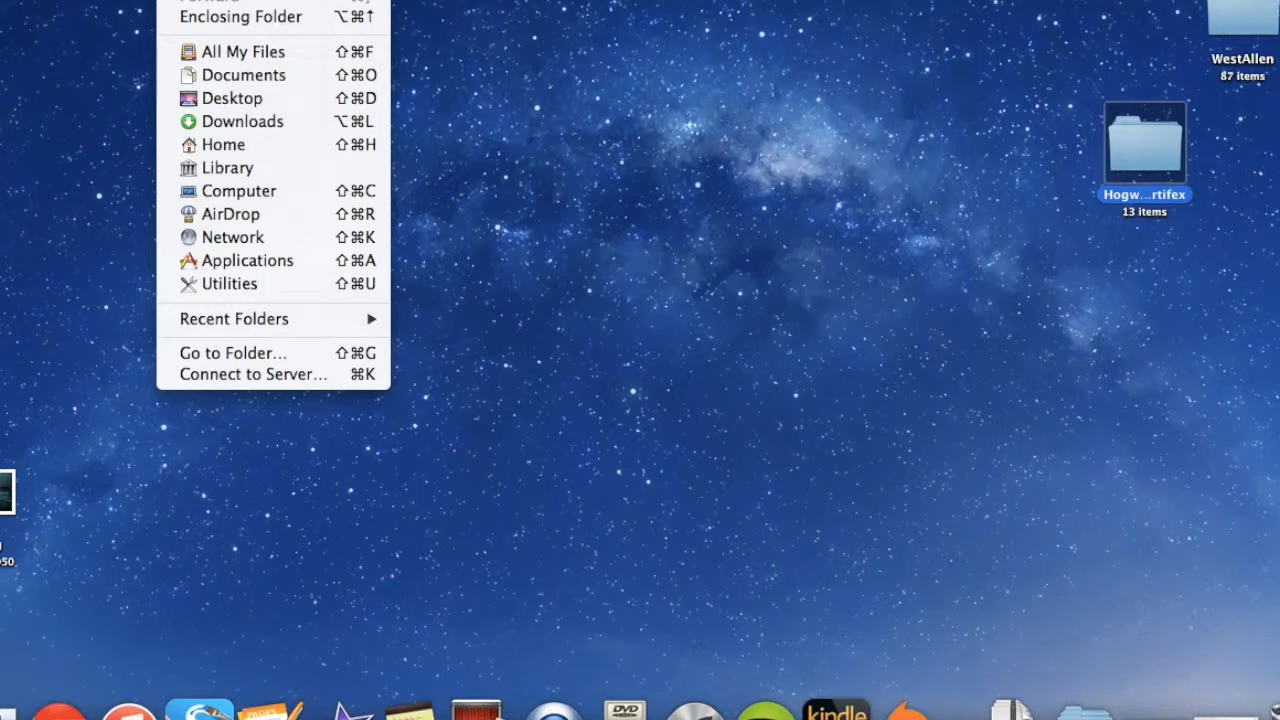 Enclosing Folder ⌥⌘↑
All My Files ⇧⌘F
Documents ⇧⌘O
Desktop ⇧⌘D
Downloads ⌥⌘L
Home ⇧⌘H
Library
Computer ⇧⌘C
AirDrop ⇧⌘R
Network ⇧⌘K
Applications ⇧⌘A
Utilities ⇧⌘U
Recent Folders ▶
Go to Folder... ⇧⌘G
Connect to Server... ⌘K
WestAllen
87 items
Hogw...rtifex
13 items
PAGES
DVD
kindle